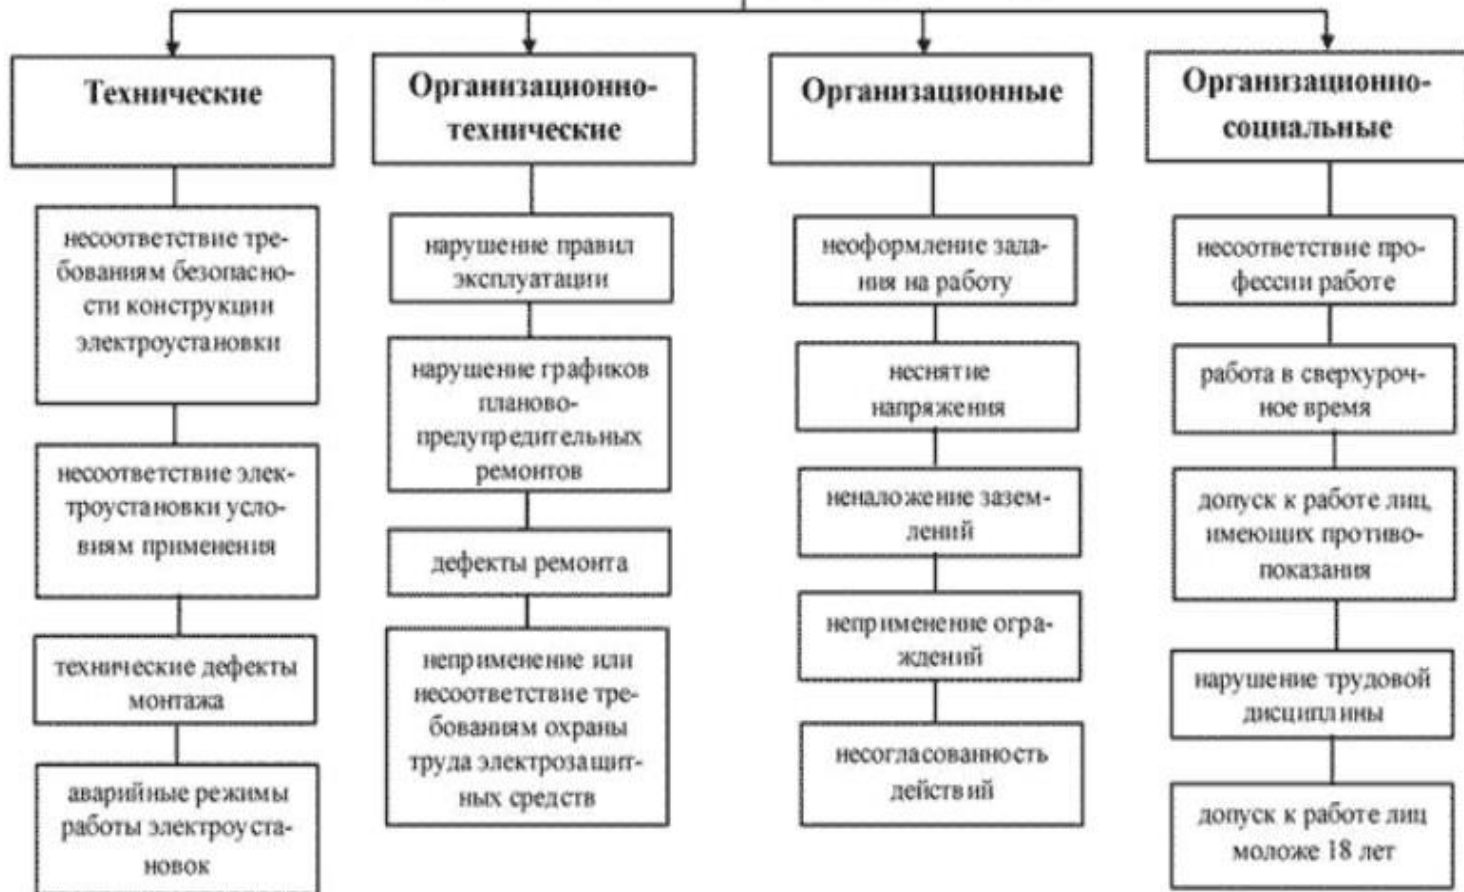 Технические
несоответствие тре-
бованиям безопасно-
сти конструкции
электроустановки
несоответствие элек-
троустановки усло-
виям применения
технические дефекты
монтажа
аварийные режимы
работы электроуста-
новок
Организационно-
технические
нарушение правил
эксплуатации
нарушение графиков
планово-
предупредительных
ремонтов
дефекты ремонта
неприменение или
несоответствие тре-
бованиям охраны
труда электрозащит-
ных средств
Организационные
неоформление зада-
ния на работу
неснятие
напряжения
неналожение зазем-
лений
неприменение огра-
ждений
несогласованность
действий
Организационно-
социальные
несоответствие про-
фессии работе
работа в сверхуроч-
ное время
допуск к работе лиц,
имеющих противо-
показания
нарушение трудовой
дисциплины
допуск к работе лиц
моложе 18 лет